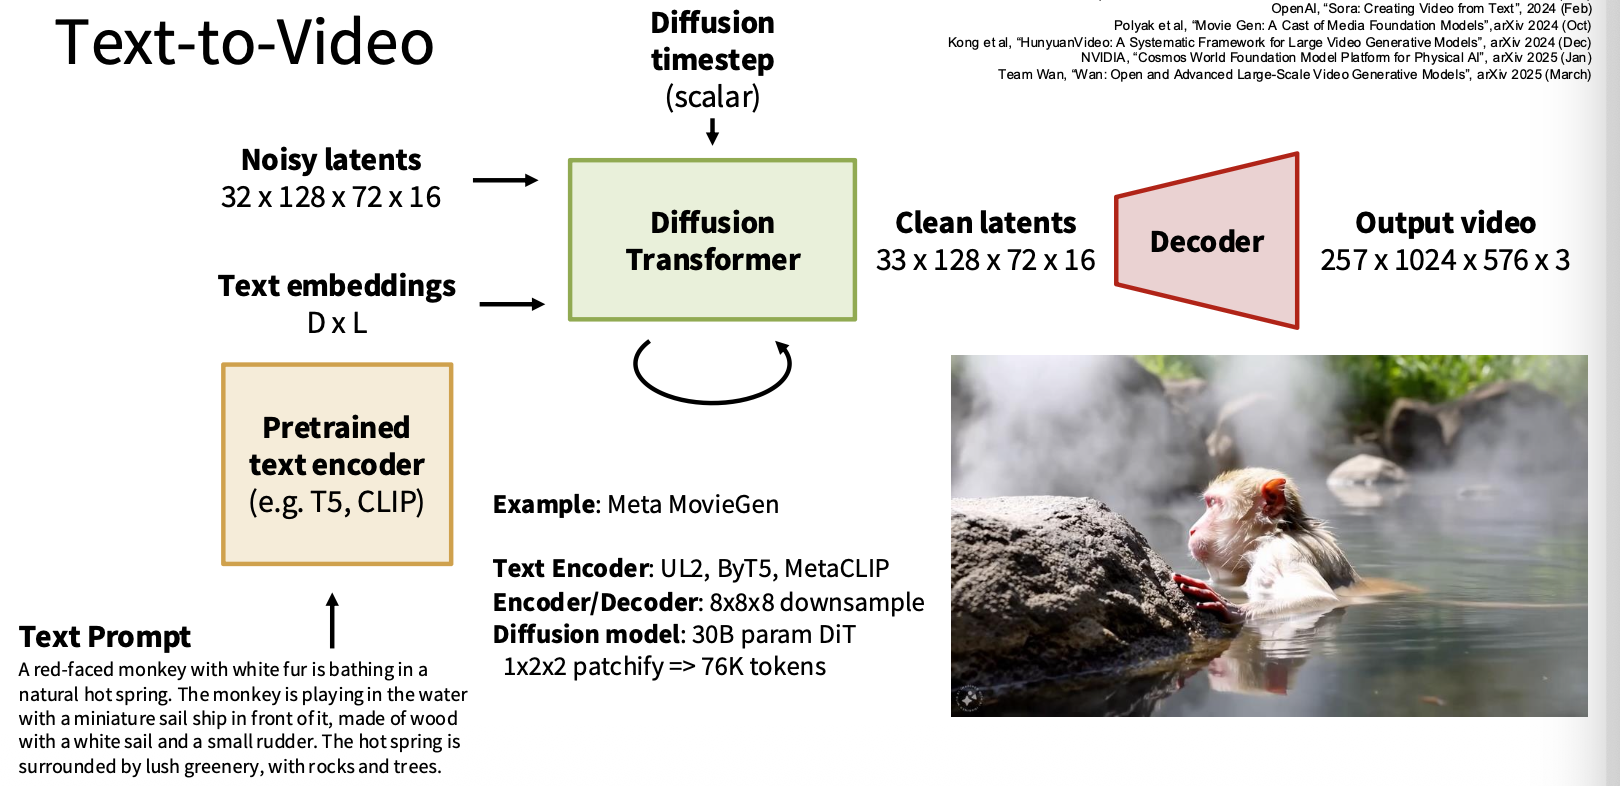 Text-to-Video
OpenAI, “Sora: Creating Video from Text”, 2024 (Feb)
Polyak et al, “Movie Gen: A Cast of Media Foundation Models”,arXiv 2024 (Oct)
Kong et al, “HunyuanVideo: A Systematic Framework for Large Video Generative Models”, arXiv 2024 (Dec)
NVIDIA, “Cosmos World Foundation Model Platform for Physical AI”, arXiv 2025 (Jan)
Team Wan, “Wan: Open and Advanced Large-Scale Video Generative Models”, arXiv 2025 (March)
Diffusion
timestep
(scalar)
Noisy latents
32 x 128 x 72 x 16
Text embeddings
D x L
Diffusion
Transformer
Clean latents
33 x 128 x 72 x 16
Decoder
Output video
257 x 1024 x 576 x 3
Pretrained
text encoder
(e.g. T5, CLIP)
Text Prompt
A red-faced monkey with white fur is bathing in a
natural hot spring. The monkey is playing in the water
with a miniature sail ship in front of it, made of wood
with a white sail and a small rudder. The hot spring is
surrounded by lush greenery, with rocks and trees.
Example: Meta MovieGen
Text Encoder: UL2, ByT5, MetaCLIP
Encoder/Decoder: 8x8x8 downsample
Diffusion model: 30B param DiT
1x2x2 patchify => 76K tokens